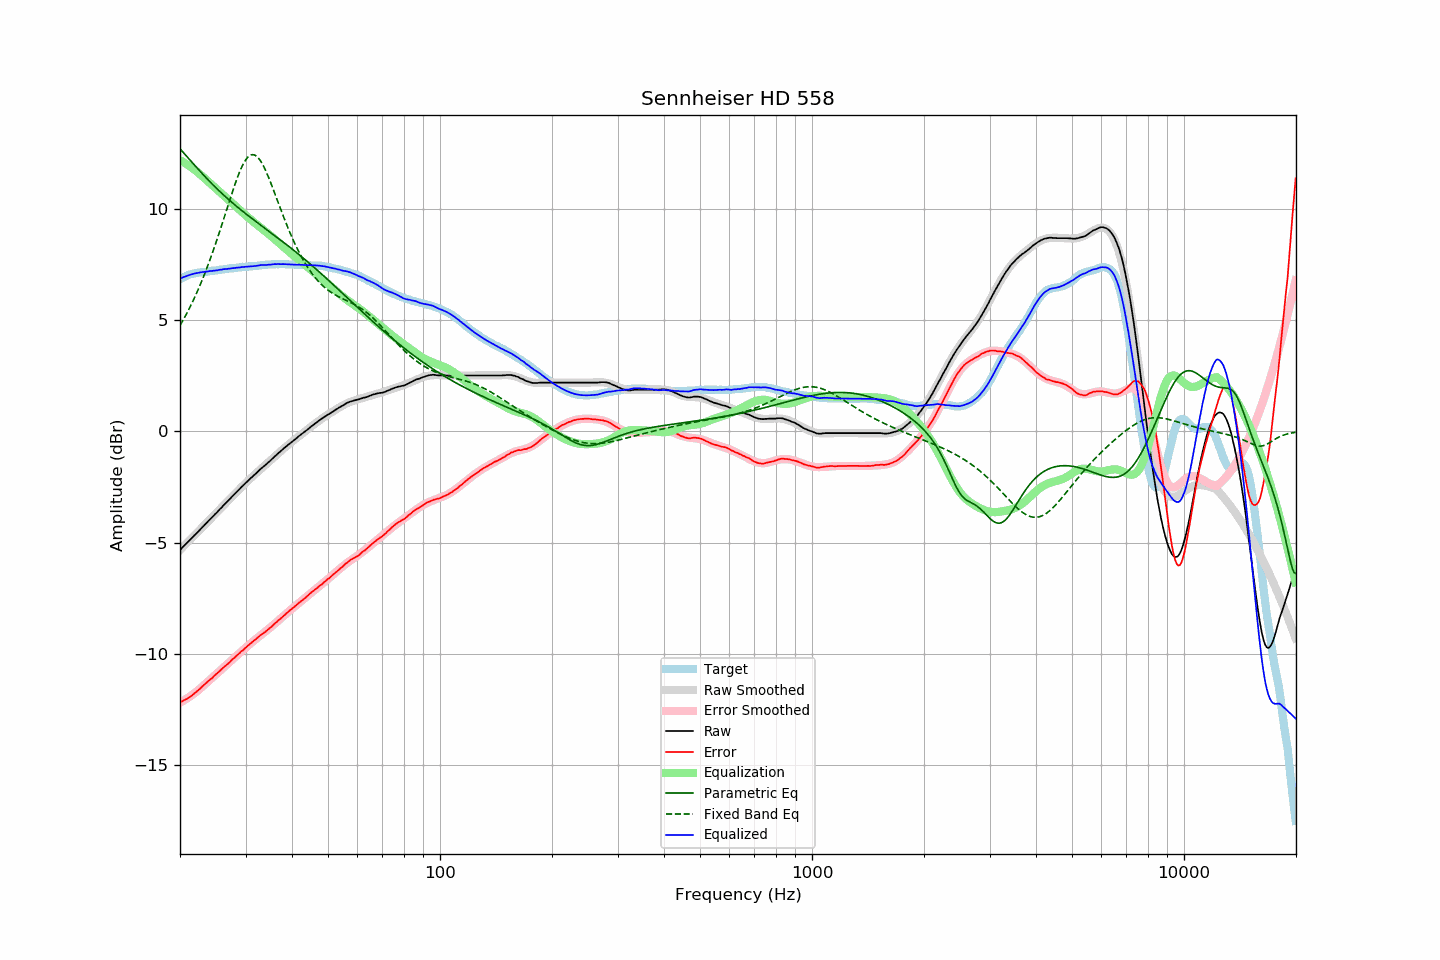 Sennheiser HD 558
Amplitude (dBr)
10
5
0
−5
−10
−15
Target
Raw Smoothed
Error Smoothed
Raw
Error
Equalization
Parametric Eq
Fixed Band Eq
Equalized
100
1000
10000
Frequency (Hz)